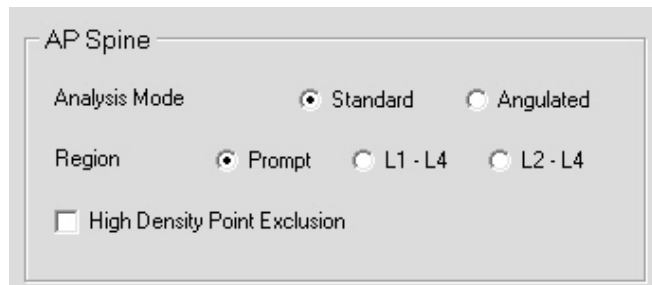 AP Spine
Analysis Mode Standard Angulated
Region Prompt L1 - L4 L2 - L4
High Density Point Exclusion